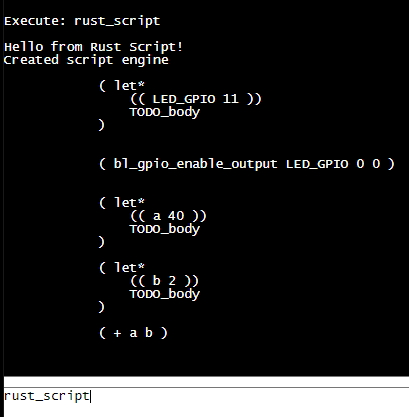 Execute: rust_script
Hello from Rust Script!
Created script engine
( let*
(( LED_GPIO 11 ))
TODO_body
)
( bl_gpio_enable_output LED_GPIO 0 0 )
( let*
(( a 40 ))
TODO_body
)
( let*
(( b 2 ))
TODO_body
)
( + a b )
rust_script